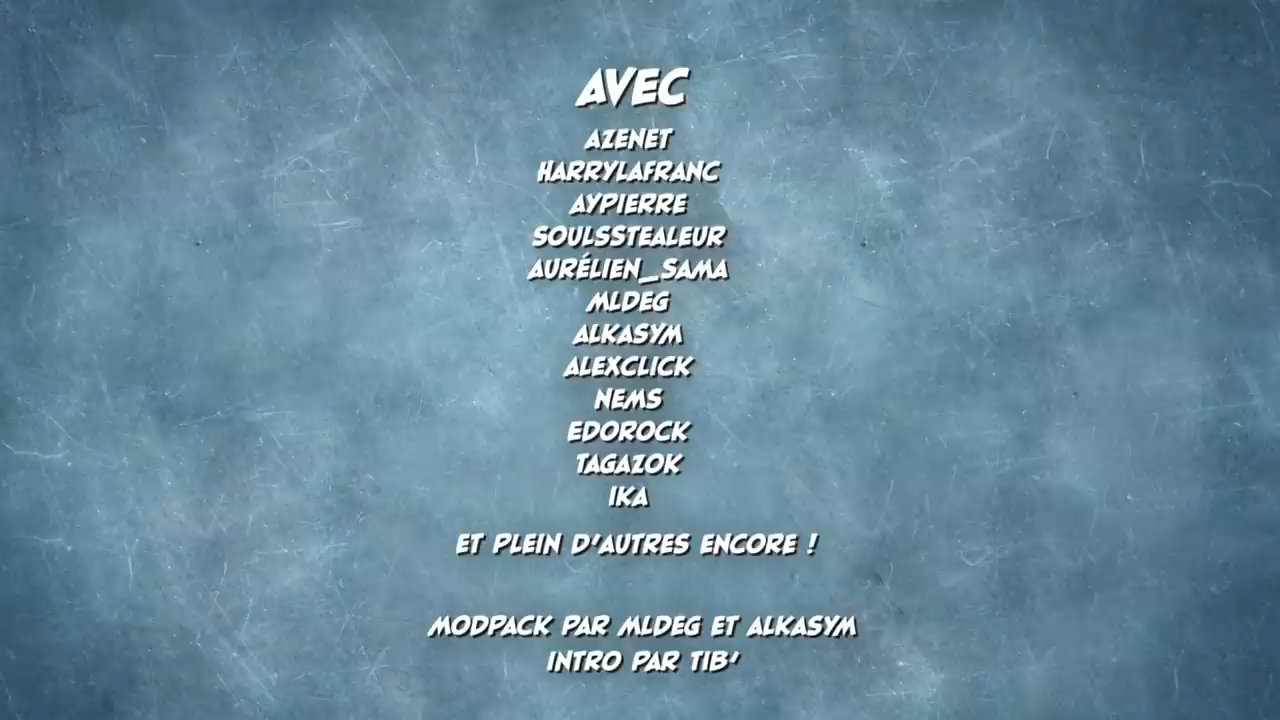 AVEC
AZENET
HARRYLAFRANC
AYPIERRE
SOULSSTEALEUR
AURÉLIEN_SAMA
MLDEG
ALKASYM
ALEXCLICK
NEMS
EDOROCK
TAGAZOK
IKA
ET PLEIN D'AUTRES ENCORE !
MODPACK PAR MLDEG ET ALKASYM
INTRO PAR TIB'